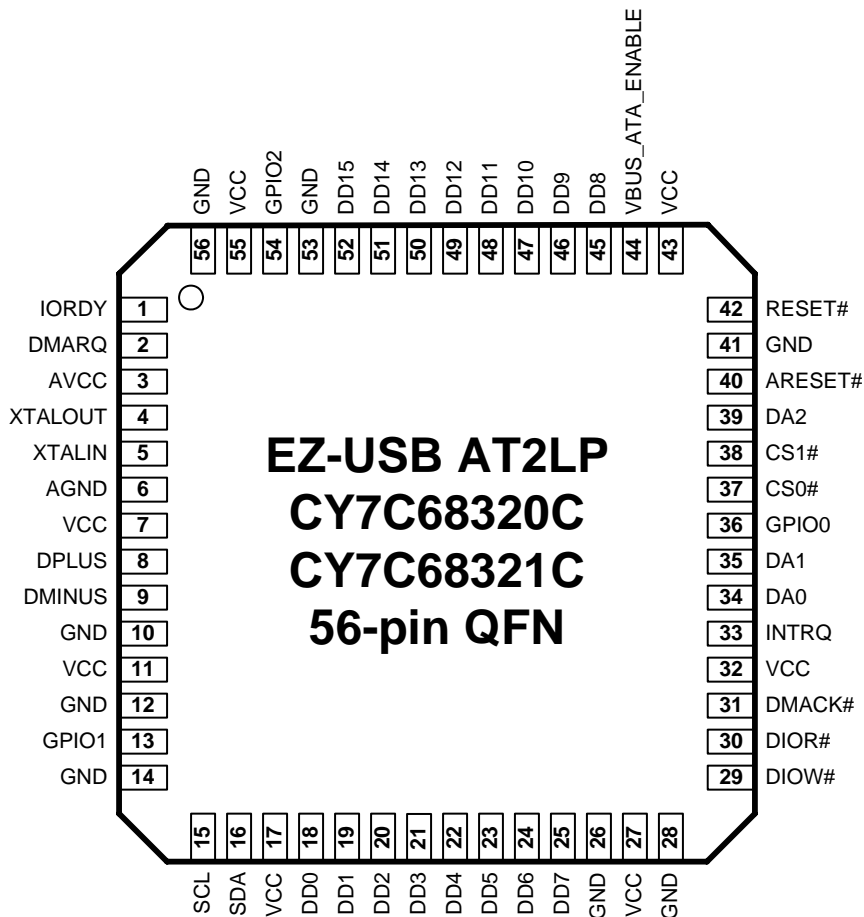 VBUS_ATA_ENABLE
GND VCC GPIO2 GND DD15 DD14 DD13 DD12 DD11 DD10 DD9 DD8 VCC
56 55 54 53 52 51 50 49 48 47 46 45 44 43
IORDY 1 42 RESET#
DMARQ 2 41 GND
AVCC 3 40 ARESET#
XTALOUT 4 39 DA2
XTALIN 5 38 CS1#
AGND 6 37 CS0#
VCC 7 36 GPIO0
DPLUS 8 35 DA1
DMINUS 9 34 DA0
GND 10 33 INTRQ
VCC 11 32 VCC
GND 12 31 DMACK#
GPIO1 13 30 DIOR#
GND 14 29 DIOW#
EZ-USB AT2LP
CY7C68320C
CY7C68321C
56-pin QFN
15 16 17 18 19 20 21 22 23 24 25 26 27 28
SCL SDA VCC DD0 DD1 DD2 DD3 DD4 DD5 DD6 DD7 GND VCC GND